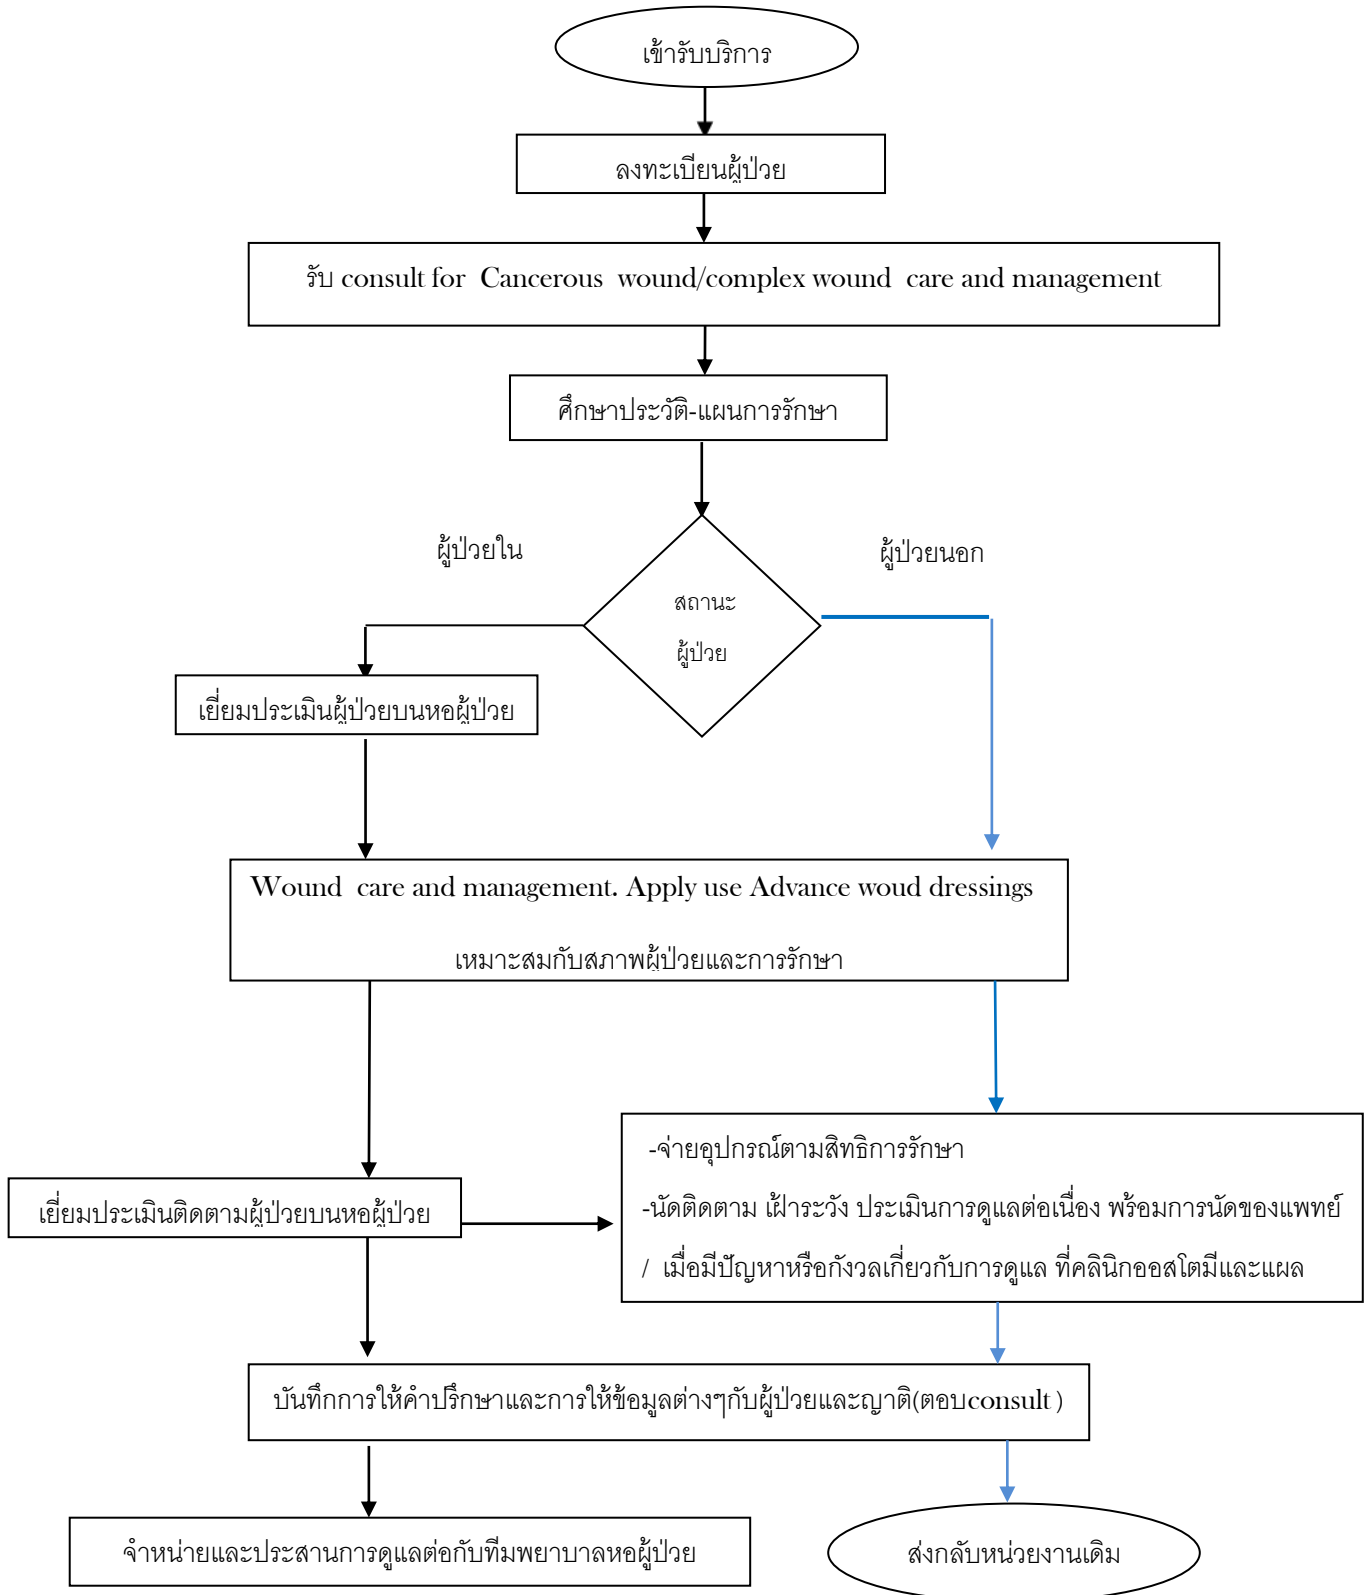 เข้ารับบริการ
ลงทะเบียนผู้ป่วย
รับ consult for Cancerous wound/complex wound care and management
ศึกษาประวัติ-แผนการรักษา
ผู้ป่วยใน
ผู้ป่วยนอก
สถานะ
ผู้ป่วย
เยี่ยมประเมินผู้ป่วยบนหอผู้ป่วย
Wound care and management. Apply use Advance woud dressings
เหมาะสมกับสภาพผู้ป่วยและการรักษา
-จ่ายอุปกรณ์ตามสิทธิการรักษา
-นัดติดตาม เฝ้าระวัง ประเมินการดูแลต่อเนื่อง พร้อมการนัดของแพทย์
/ เมื่อมีปัญหาหรือกังวลเกี่ยวกับการดูแล ที่คลินิกออสโตมีและแผล
เยี่ยมประเมินติดตามผู้ป่วยบนหอผู้ป่วย
บันทึกการให้คำปรึกษาและการให้ข้อมูลต่างๆกับผู้ป่วยและญาติ(ตอบconsult )
จำหน่ายและประสานการดูแลต่อกับทีมพยาบาลหอผู้ป่วย
ส่งกลับหน่วยงานเดิม